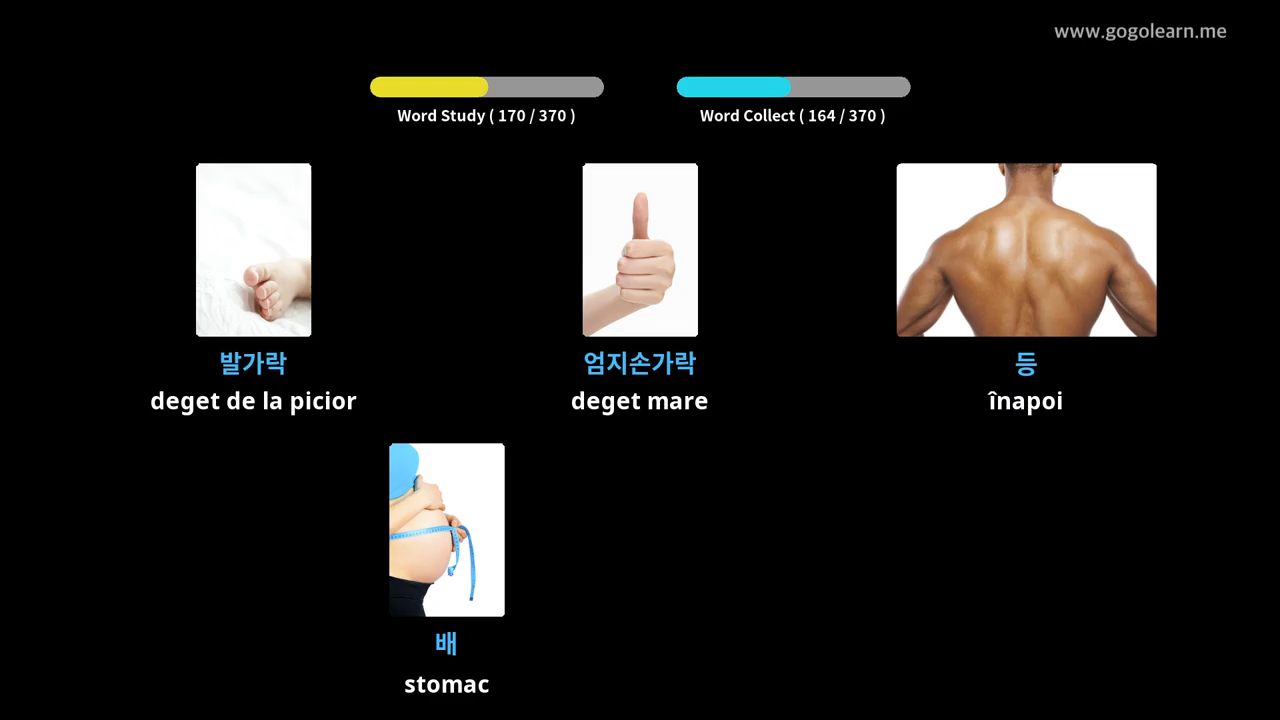 www.gogolearn.me
Word Study ( 170 / 370 )
Word Collect ( 164 / 370 )
발가락
deget de la picior
엄지손가락
deget mare
등
înapoi
배
stomac